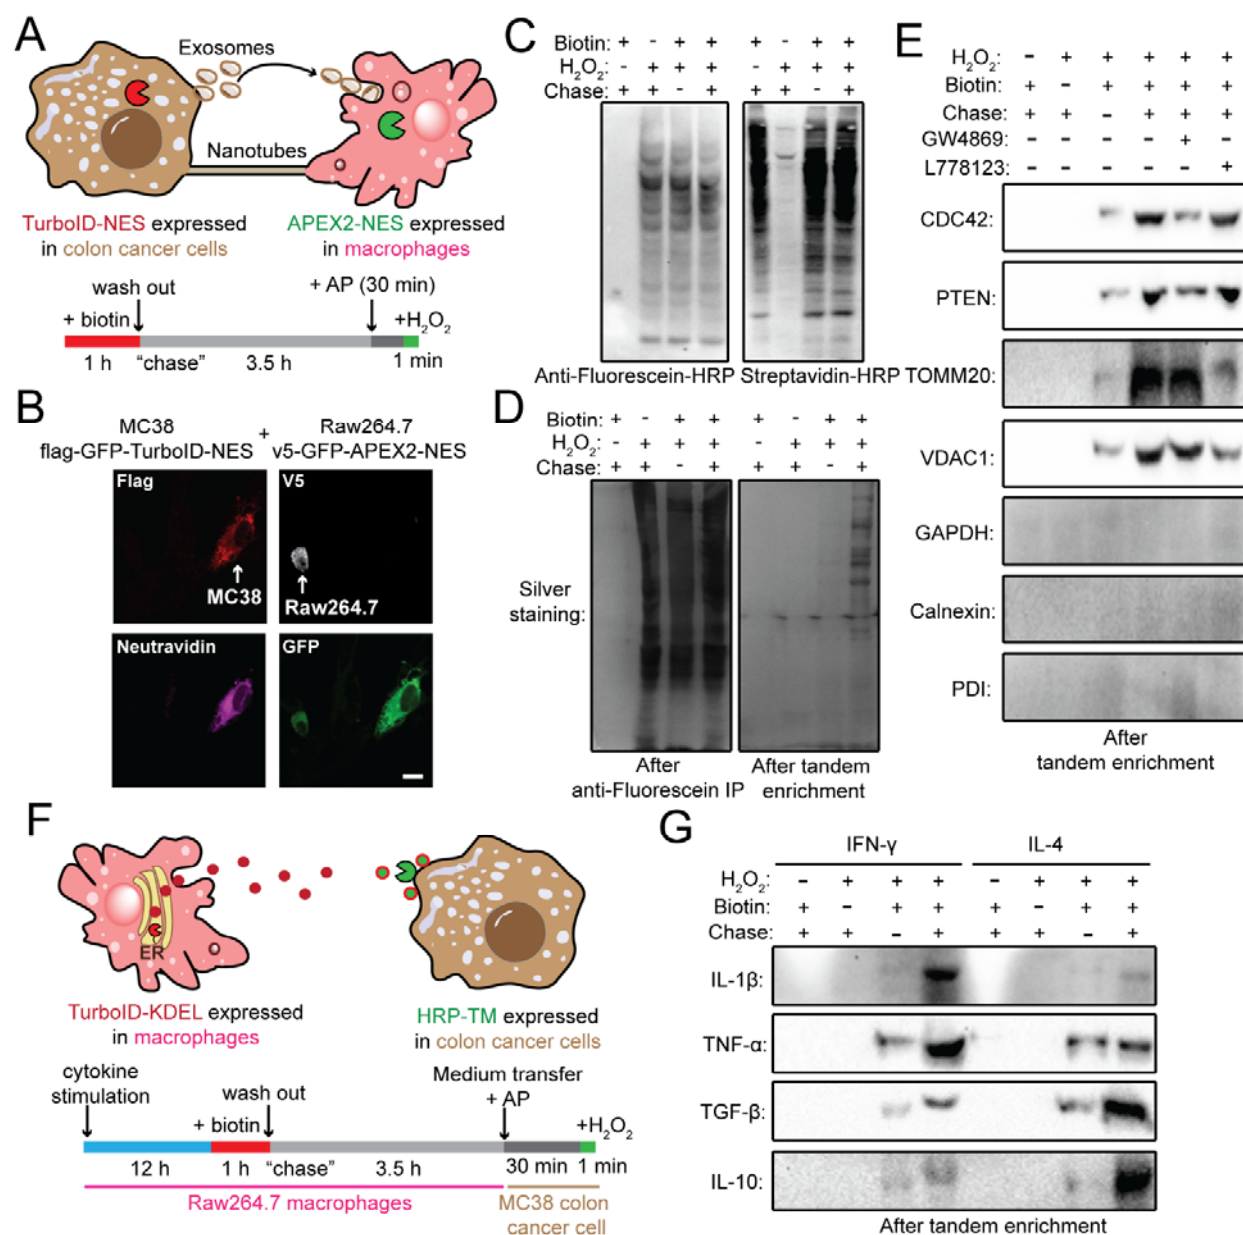 A
Exosomes
Nanotubes
TurboID-NES expressed
in colon cancer cells
APEX2-NES expressed
in macrophages
wash out
+ biotin
+ AP (30 min)
+H₂O₂
1 h
"chase"
3.5 h
1 min
B
MC38
flag-GFP-TurboID-NES
+
Raw264.7
v5-GFP-APEX2-NES
Flag
MC38
V5
Raw264.7
Neutravidin
GFP
C
Biotin: + - + + + - + +
H₂O₂: - + + + - + + +
Chase: + + - + + + - +
Anti-Fluorescein-HRP Streptavidin-HRP
D
Biotin: + - + + + - + +
H₂O₂: - + + + - + + +
Chase: + + - + + + - +
Silver
staining:
After
anti-Fluorescein IP
After tandem
enrichment
E
H₂O₂: - + + + + +
Biotin: + - + + + +
Chase: + + - + + +
GW4869: - - - - + -
L778123: - - - - - +
CDC42:
PTEN:
TOMM20:
VDAC1:
GAPDH:
Calnexin:
PDI:
After
tandem enrichment
F
ER
TurboID-KDEL expressed
in macrophages
HRP-TM expressed
in colon cancer cells
cytokine
stimulation
+ biotin
wash out
Medium transfer
+ AP
+H₂O₂
12 h
1 h
"chase"
3.5 h
30 min
1 min
Raw264.7 macrophages
MC38 colon
cancer cell
G
IFN-γ
IL-4
H₂O₂: - + + + - + + +
Biotin: + - + + + - + +
Chase: + + - + + + - +
IL-1β:
TNF-α:
TGF-β:
IL-10:
After tandem enrichment